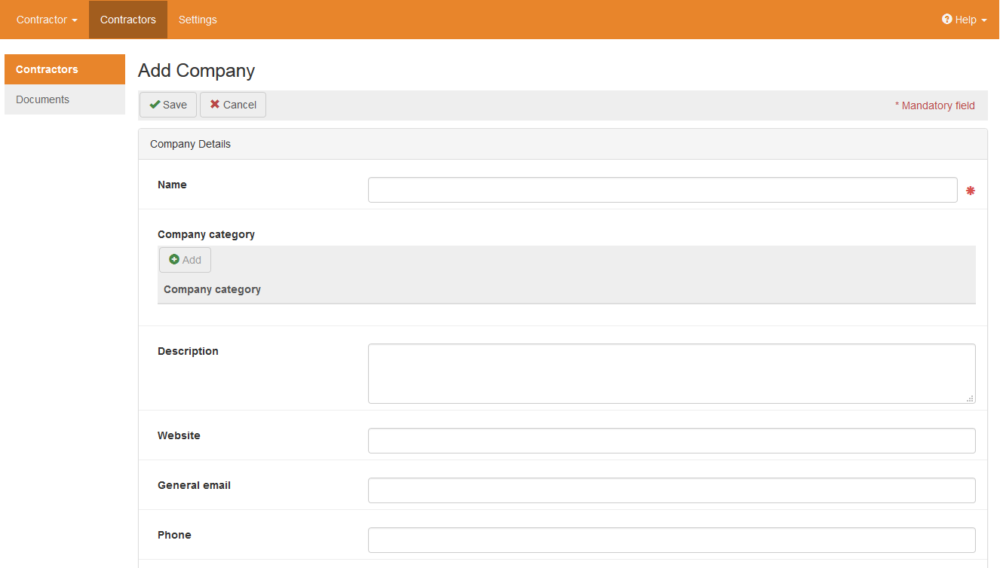 Contractor Contractors Settings Help
Contractors
Documents
Add Company
Save Cancel * Mandatory field
Company Details
Name *
Company category
Add
Company category
Description
Website
General email
Phone